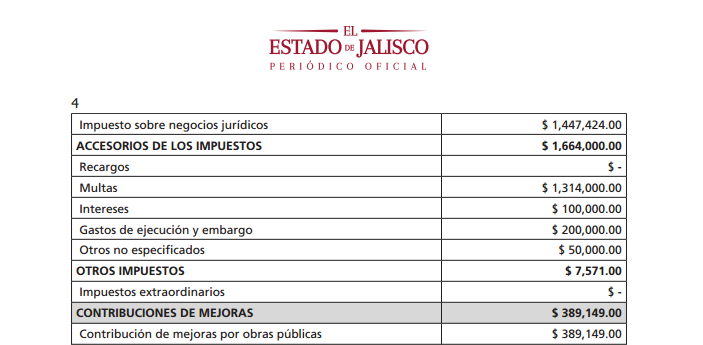 EL
ESTADO DE JALISCO
PERIÓDICO OFICIAL
4
Impuesto sobre negocios jurídicos $ 1,447,424.00
ACCESORIOS DE LOS IMPUESTOS $ 1,664,000.00
Recargos $ -
Multas $ 1,314,000.00
Intereses $ 100,000.00
Gastos de ejecución y embargo $ 200,000.00
Otros no especificados $ 50,000.00
OTROS IMPUESTOS $ 7,571.00
Impuestos extraordinarios $ -
CONTRIBUCIONES DE MEJORAS $ 389,149.00
Contribución de mejoras por obras públicas $ 389,149.00